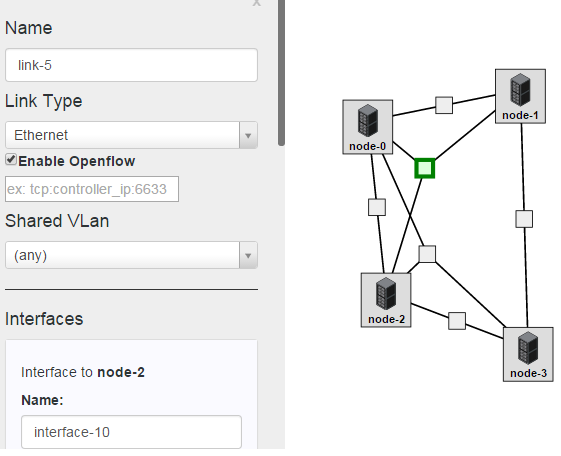 x
Name
link-5
Link Type
Ethernet
Enable Openflow
ex: tcp:controller_ip:6633
Shared VLan
(any)
Interfaces
Interface to node-2
Name:
interface-10
node-0
node-1
node-2
node-3